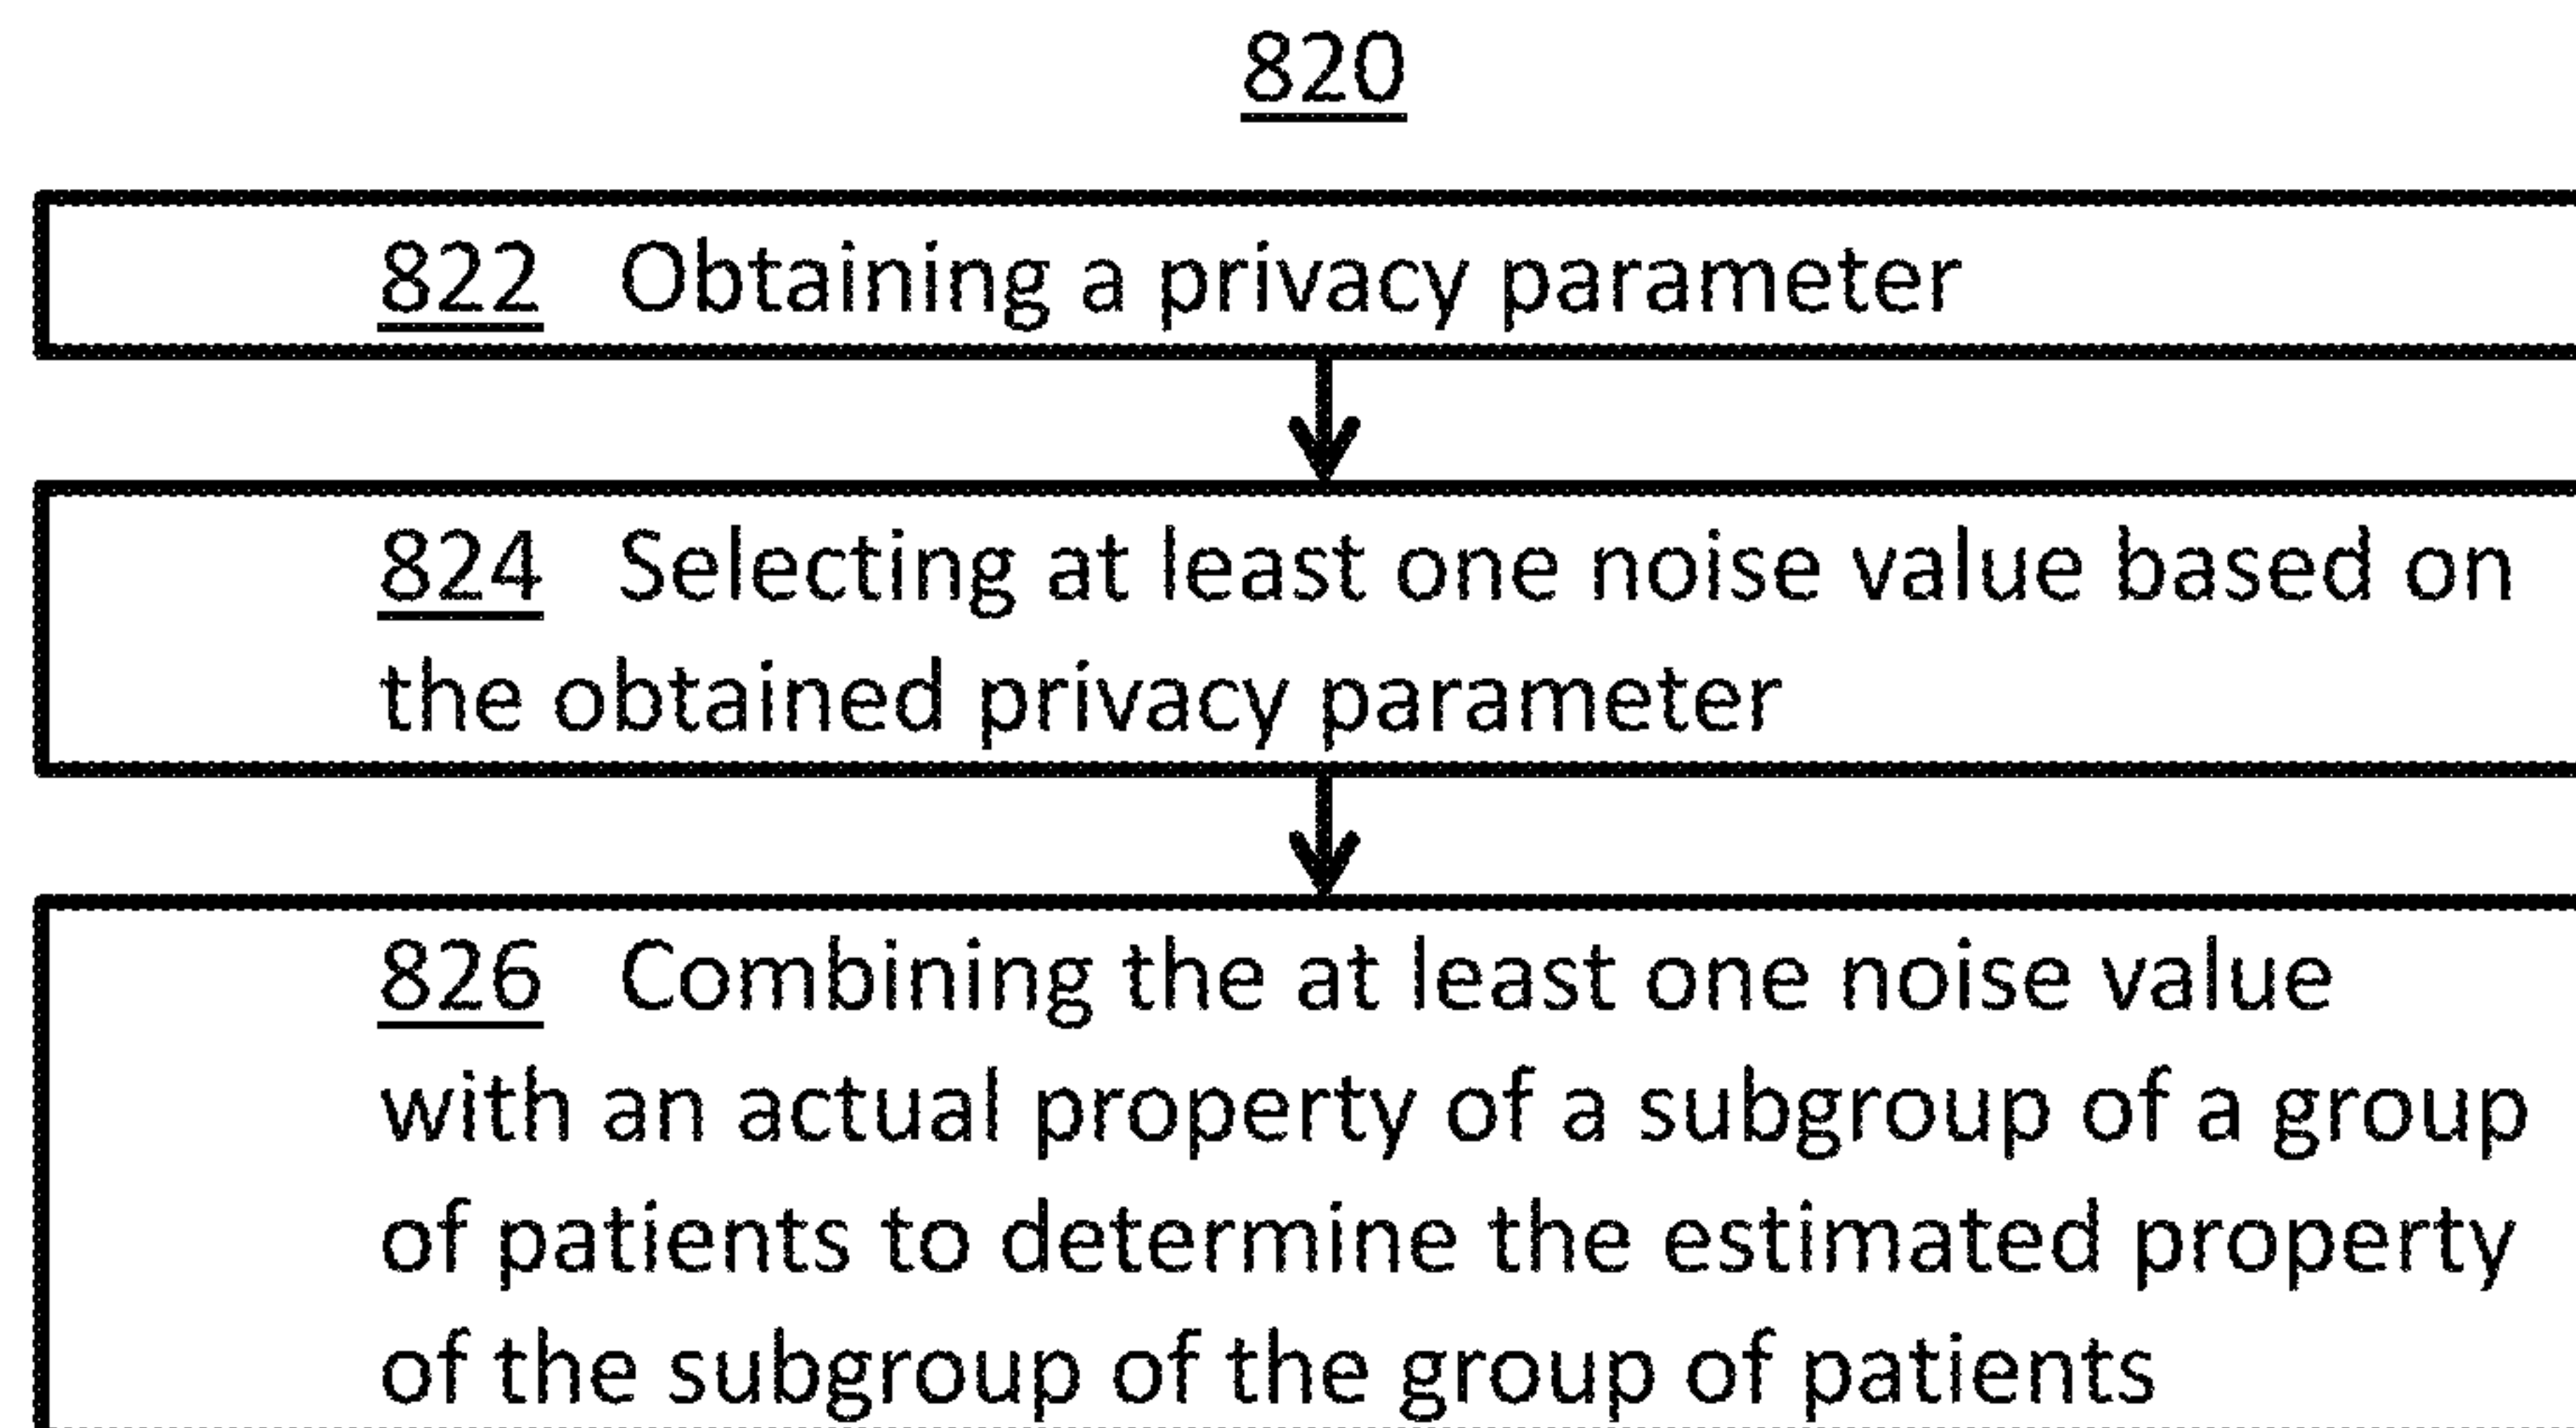 820
822 Obtaining a privacy parameter
824 Selecting at least one noise value based on
the obtained privacy parameter
826 Combining the at least one noise value
with an actual property of a subgroup of a group
of patients to determine the estimated property
of the subgroup of the group of patients